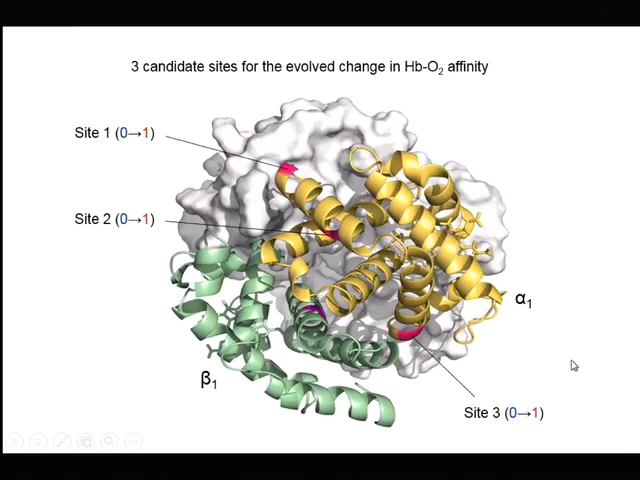 3 candidate sites for the evolved change in Hb-O₂ affinity
Site 1 (0→1)
Site 2 (0→1)
α₁
β₁
Site 3 (0→1)